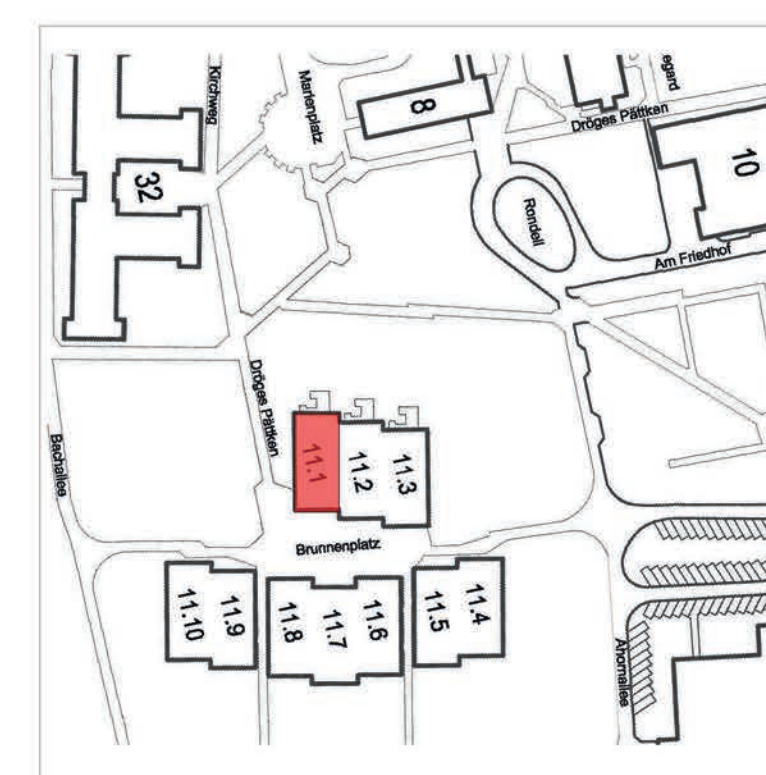 Kirchweg
Marienplatz
8
egard
Dröges Pättken
10
32
Rondell
Am Friedhof
Dröges Pättken
11.1
11.2
11.3
Bachallee
Brunnenplatz
11.10
11.9
11.8
11.7
11.6
11.5
11.4
Ahornallee